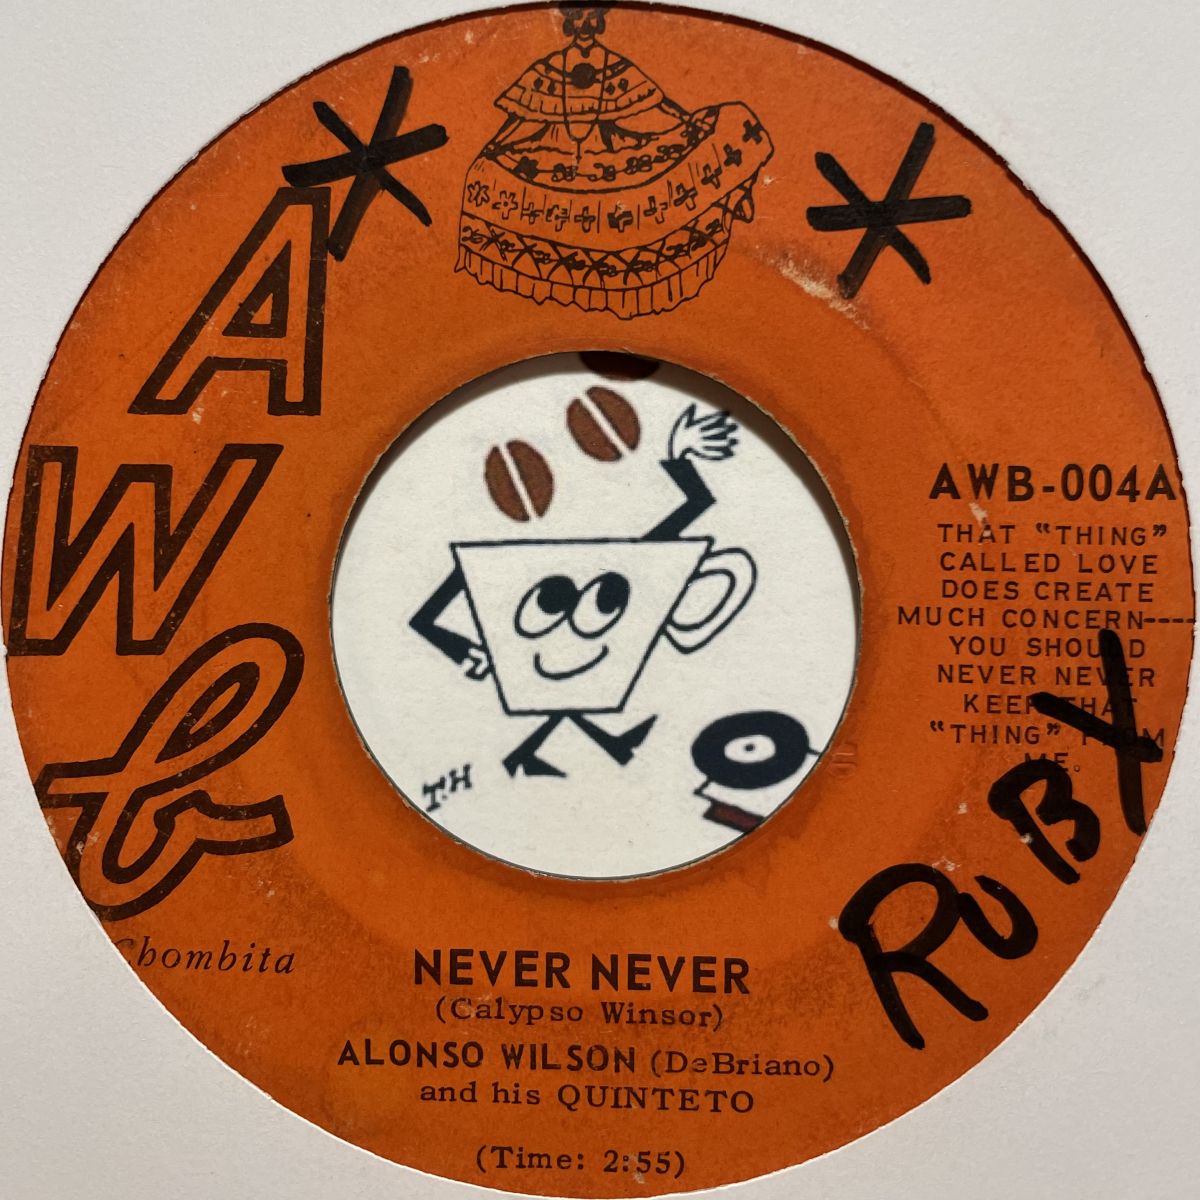 AWb
AWB-004A
THAT "THING"
CALLED LOVE
DOES CREATE
MUCH CONCERN----
YOU SHOULD
NEVER NEVER
KEEP THAT
"THING" FROM
ME.
RUBY
T.H
Chombita
NEVER NEVER
(Calypso Winsor)
ALONSO WILSON (DeBriano)
and his QUINTETO
(Time: 2:55)